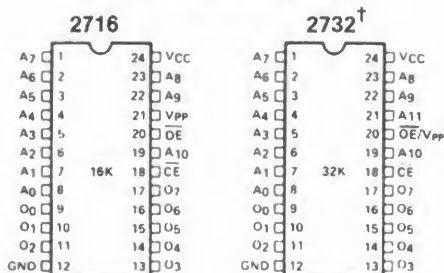 2716 2732†
A7 1 24 VCC A7 1 24 VCC
A6 2 23 A8 A6 2 23 A8
A5 3 22 A9 A5 3 22 A9
A4 4 21 VPP A4 4 21 A11
A3 5 20 O̅E̅ A3 5 20 O̅E̅/VPP
A2 6 19 A10 A2 6 19 A10
A1 7 16K 18 C̅E̅ A1 7 32K 18 C̅E̅
A0 8 17 O7 A0 8 17 O7
O0 9 16 O6 O0 9 16 O6
O1 10 15 O5 O1 10 15 O5
O2 11 14 O4 O2 11 14 O4
GND 12 13 O3 GND 12 13 O3